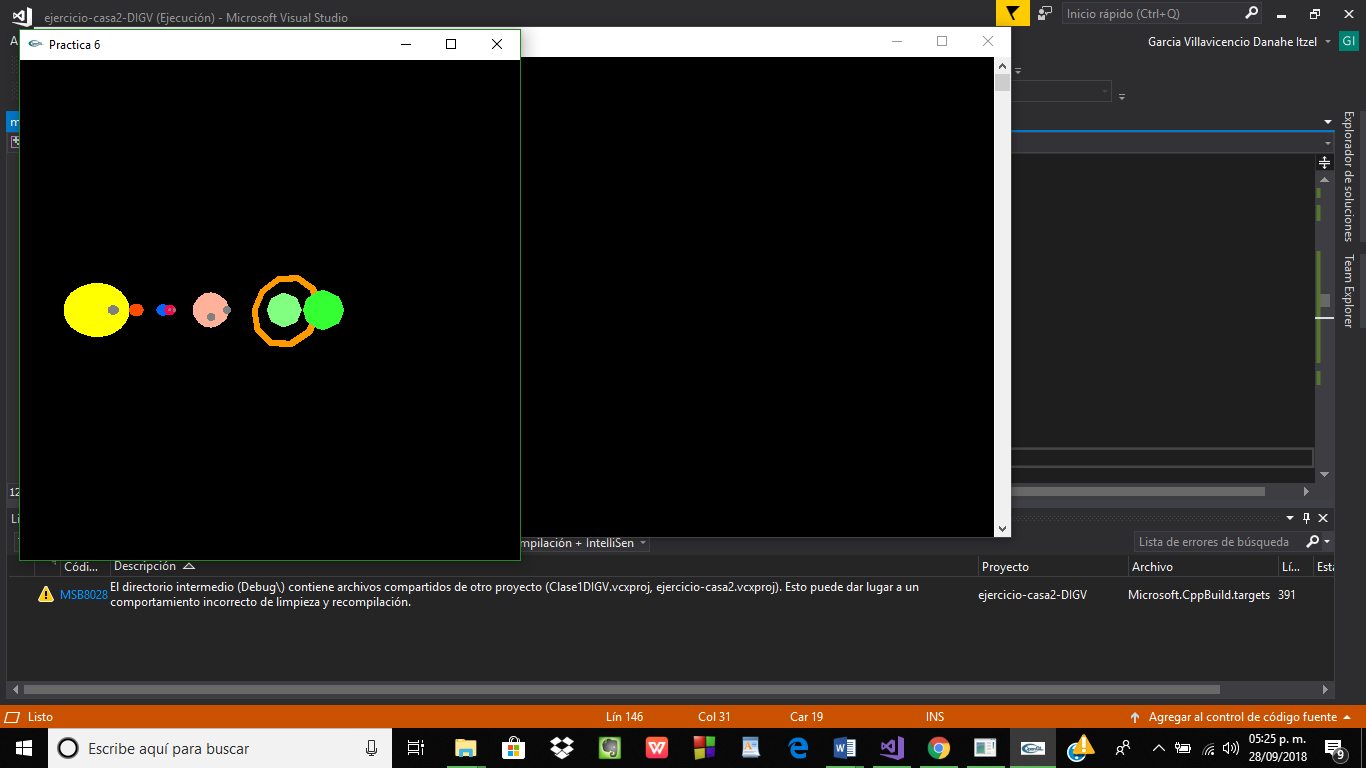 ejercicio-casa2-DIGV (Ejecución) - Microsoft Visual Studio
Inicio rápido (Ctrl+Q)
Practica 6
Garcia Villavicencio Danahe Itzel
GI
Explorador de soluciones
Team Explorer
12
Li
mpilación + IntelliSen
Lista de errores de búsqueda
Códi...
Descripción
Proyecto
Archivo
Lí...
Esta
MSB8028
El directorio intermedio (Debug\) contiene archivos compartidos de otro proyecto (Clase1DIGV.vcxproj, ejercicio-casa2.vcxproj). Esto puede dar lugar a un
comportamiento incorrecto de limpieza y recompilación.
ejercicio-casa2-DIGV
Microsoft.CppBuild.targets
391
Listo
Lín 146
Col 31
Car 19
INS
Agregar al control de código fuente
Escribe aquí para buscar
05:25 p. m.
28/09/2018
9